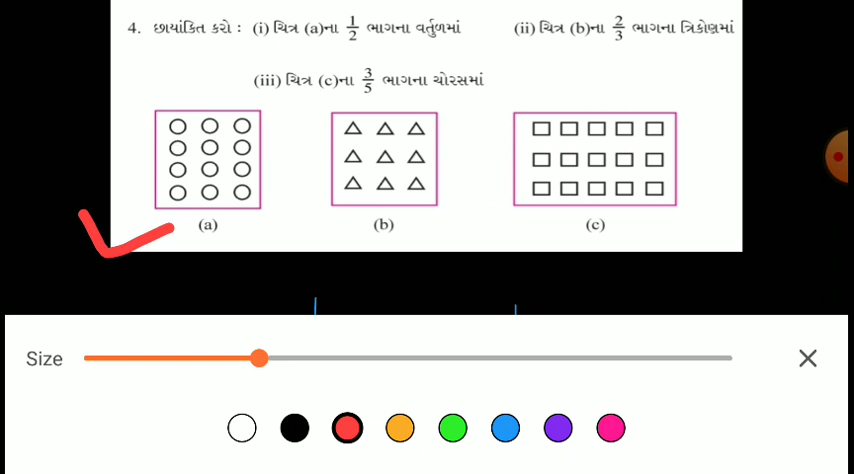 4. છાયાંકિત કરો : (i) ચિત્ર (a)ના 1/2 ભાગના વર્તુળમાં (ii) ચિત્ર (b)ના 2/3 ભાગના ત્રિકોણમાં
(iii) ચિત્ર (c)ના 3/5 ભાગના ચોરસમાં
(a) (b) (c)
Size